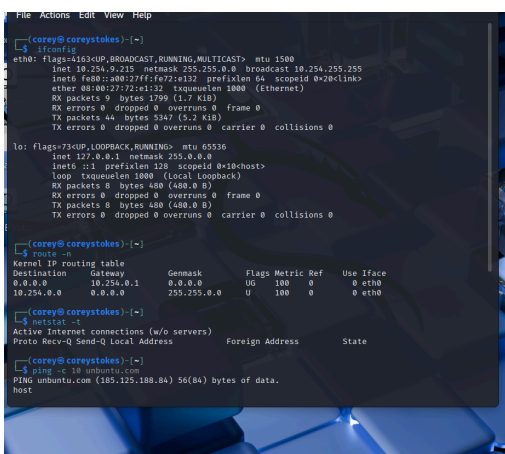 File Actions Edit View Help
┌──(corey㉿coreystokes)-[~]
└─$ ifconfig
eth0: flags=4163<UP,BROADCAST,RUNNING,MULTICAST> mtu 1500
inet 10.254.9.215 netmask 255.255.0.0 broadcast 10.254.255.255
inet6 fe80::a00:27ff:fe72:e132 prefixlen 64 scopeid 0×20<link>
ether 08:00:27:72:e1:32 txqueuelen 1000 (Ethernet)
RX packets 9 bytes 1799 (1.7 KiB)
RX errors 0 dropped 0 overruns 0 frame 0
TX packets 44 bytes 5347 (5.2 KiB)
TX errors 0 dropped 0 overruns 0 carrier 0 collisions 0
lo: flags=73<UP,LOOPBACK,RUNNING> mtu 65536
inet 127.0.0.1 netmask 255.0.0.0
inet6 ::1 prefixlen 128 scopeid 0×10<host>
loop txqueuelen 1000 (Local Loopback)
RX packets 8 bytes 480 (480.0 B)
RX errors 0 dropped 0 overruns 0 frame 0
TX packets 8 bytes 480 (480.0 B)
TX errors 0 dropped 0 overruns 0 carrier 0 collisions 0
┌──(corey㉿coreystokes)-[~]
└─$ route -n
Kernel IP routing table
Destination Gateway Genmask Flags Metric Ref Use Iface
0.0.0.0 10.254.0.1 0.0.0.0 UG 100 0 0 eth0
10.254.0.0 0.0.0.0 255.255.0.0 U 100 0 0 eth0
┌──(corey㉿coreystokes)-[~]
└─$ netstat -t
Active Internet connections (w/o servers)
Proto Recv-Q Send-Q Local Address Foreign Address State
┌──(corey㉿coreystokes)-[~]
└─$ ping -c 10 unbuntu.com
PING unbuntu.com (185.125.188.84) 56(84) bytes of data.
host